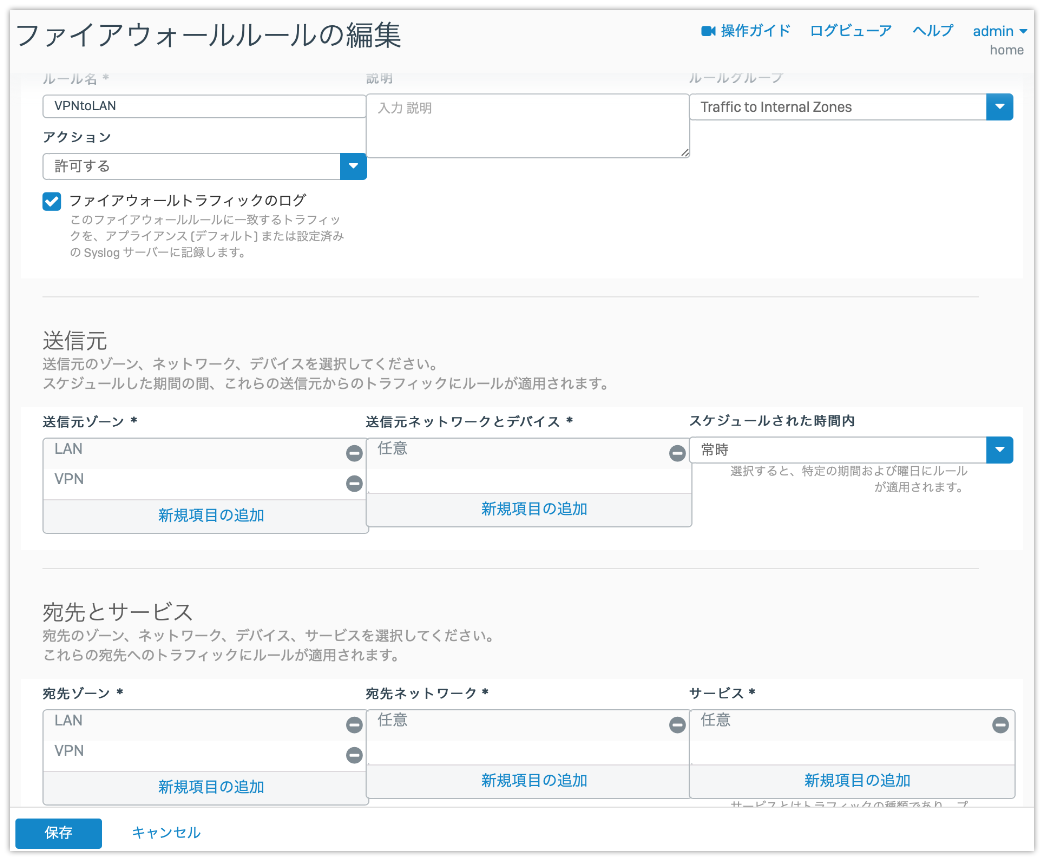 ファイアウォールルールの編集
操作ガイド ログビューア ヘルプ admin
home
ルール名 * 説明 ルールグループ
VPNtoLAN 入力 説明 Traffic to Internal Zones
アクション
許可する
ファイアウォールトラフィックのログ
このファイアウォールルールに一致するトラフィッ
クを、アプライアンス (デフォルト) または設定済み
の Syslog サーバーに記録します。
送信元
送信元のゾーン、ネットワーク、デバイスを選択してください。
スケジュールした期間の間、これらの送信元からのトラフィックにルールが適用されます。
送信元ゾーン * 送信元ネットワークとデバイス * スケジュールされた時間内
LAN 任意 常時
VPN
選択すると、特定の期間および曜日にルール
が適用されます。
新規項目の追加 新規項目の追加
宛先とサービス
宛先のゾーン、ネットワーク、デバイス、サービスを選択してください。
これらの宛先へのトラフィックにルールが適用されます。
宛先ゾーン * 宛先ネットワーク * サービス *
LAN 任意 任意
VPN
新規項目の追加 新規項目の追加 新規項目の追加
サービスとはトラフィックの種類であり、プ
保存 キャンセル